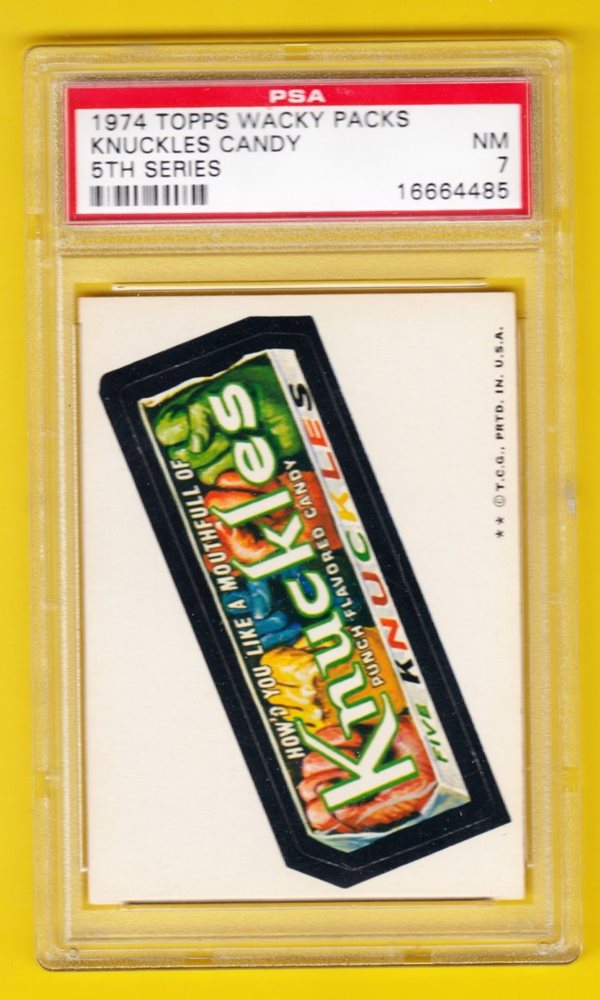 PSA
1974 TOPPS WACKY PACKS
KNUCKLES CANDY NM
5TH SERIES 7
16664485
HOW'D YOU LIKE A MOUTHFULL OF
Knuckles
PUNCH FLAVORED CANDY
FIVE KNUCKLES
** © T.C.G., PRTD. IN. U.S.A.